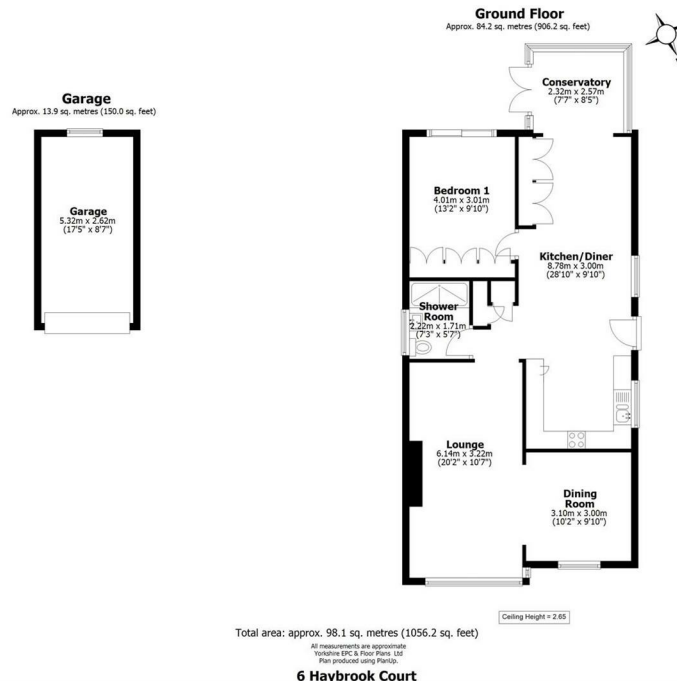 Ground Floor
Approx. 84.2 sq. metres (906.2 sq. feet)
Conservatory
2.32m x 2.57m
(7'7" x 8'5")
Garage
Approx. 13.9 sq. metres (150.0 sq. feet)
Garage
5.32m x 2.62m
(17'5" x 8'7")
Bedroom 1
4.01m x 3.01m
(13'2" x 9'10")
Kitchen/Diner
8.78m x 3.00m
(28'10" x 9'10")
Shower
Room
2.22m x 1.71m
(7'3" x 5'7")
Lounge
6.14m x 3.22m
(20'2" x 10'7")
Dining
Room
3.10m x 3.00m
(10'2" x 9'10")
Ceiling Height = 2.65
Total area: approx. 98.1 sq. metres (1056.2 sq. feet)
All measurements are approximate
Yorkshire EPC & Floor Plans Ltd
Plan produced using PlanUp.
6 Haybrook Court